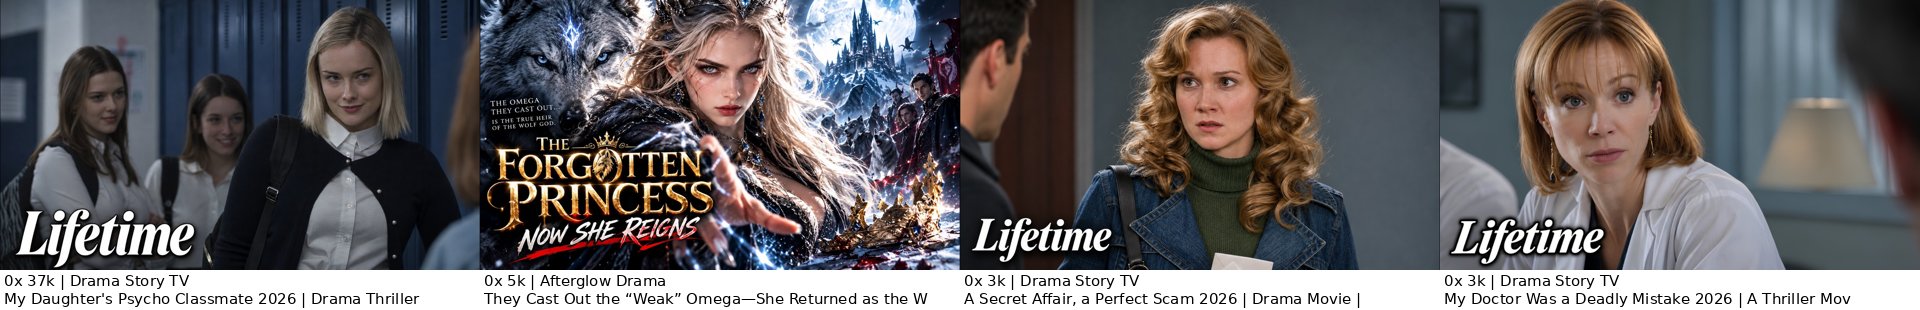 Lifetime
0x 37k | Drama Story TV
My Daughter's Psycho Classmate 2026 | Drama Thriller
THE OMEGA
THEY CAST OUT...
IS THE TRUE HEIR
OF THE WOLF GOD.
THE
FORGOTTEN
PRINCESS
NOW SHE REIGNS
0x 5k | Afterglow Drama
They Cast Out the “Weak” Omega—She Returned as the W
Lifetime
0x 3k | Drama Story TV
A Secret Affair, a Perfect Scam 2026 | Drama Movie |
Lifetime
0x 3k | Drama Story TV
My Doctor Was a Deadly Mistake 2026 | A Thriller Mov